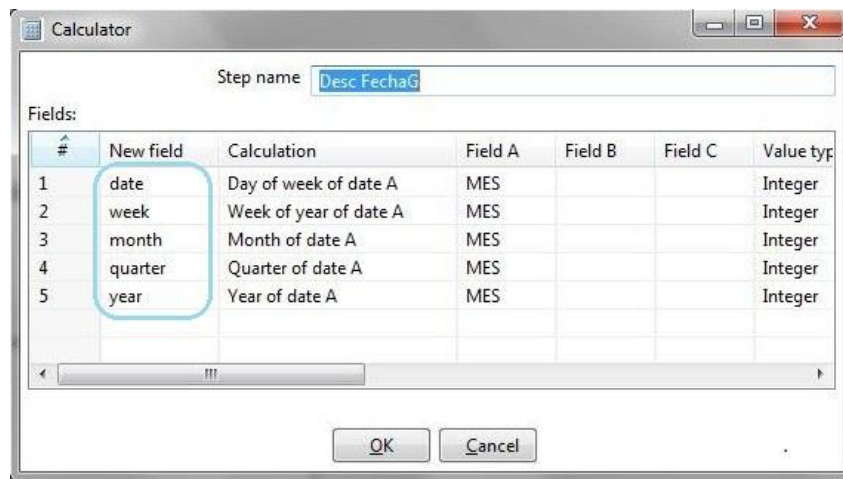 Calculator
Step name Desc FechaG
Fields:
# New field Calculation Field A Field B Field C Value typ
1 date Day of week of date A MES Integer
2 week Week of year of date A MES Integer
3 month Month of date A MES Integer
4 quarter Quarter of date A MES Integer
5 year Year of date A MES Integer
OK Cancel